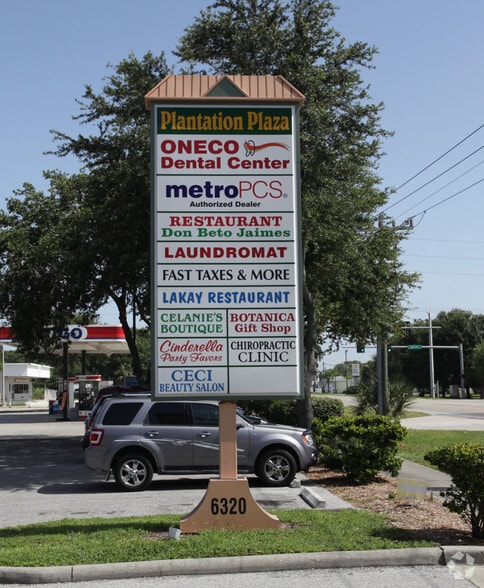 Plantation Plaza
ONECO
Dental Center
metroPCS®
Authorized Dealer
RESTAURANT
Don Beto Jaimes
LAUNDROMAT
FAST TAXES & MORE
LAKAY RESTAURANT
CELANIE'S
BOUTIQUE
BOTANICA
Gift Shop
Cinderella
Party Favors
CHIROPRACTIC
CLINIC
CECI
BEAUTY SALON
6320